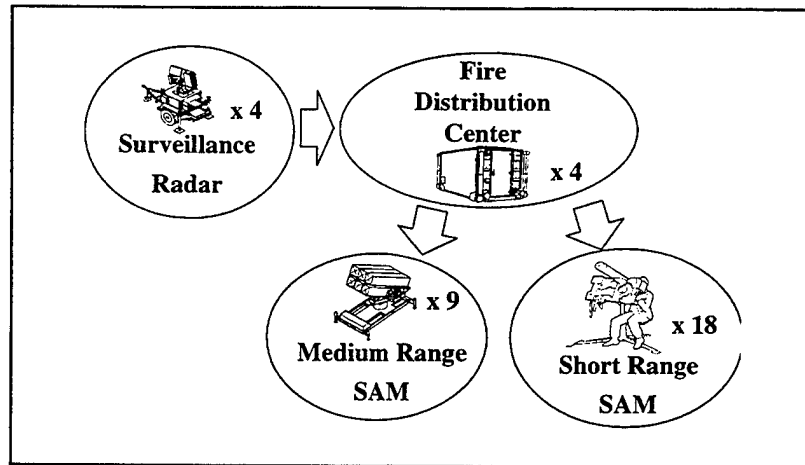 x 4
Surveillance
Radar
Fire
Distribution
Center
x 4
x 9
Medium Range
SAM
x 18
Short Range
SAM